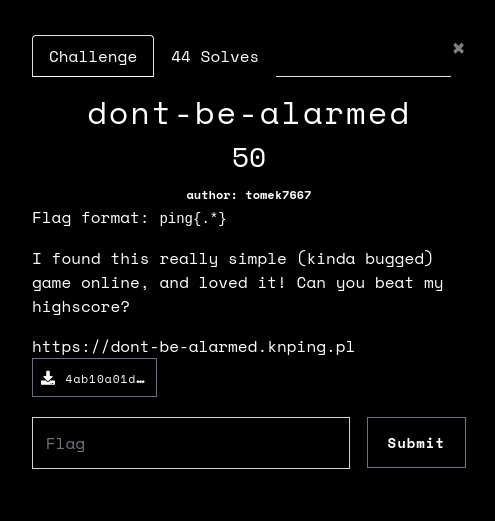 Challenge
44 Solves
×
dont-be-alarmed
50
author: tomek7667
Flag format: ping{.*}
I found this really simple (kinda bugged)
game online, and loved it! Can you beat my
highscore?
https://dont-be-alarmed.knping.pl
4ab10a01d…
Flag
Submit